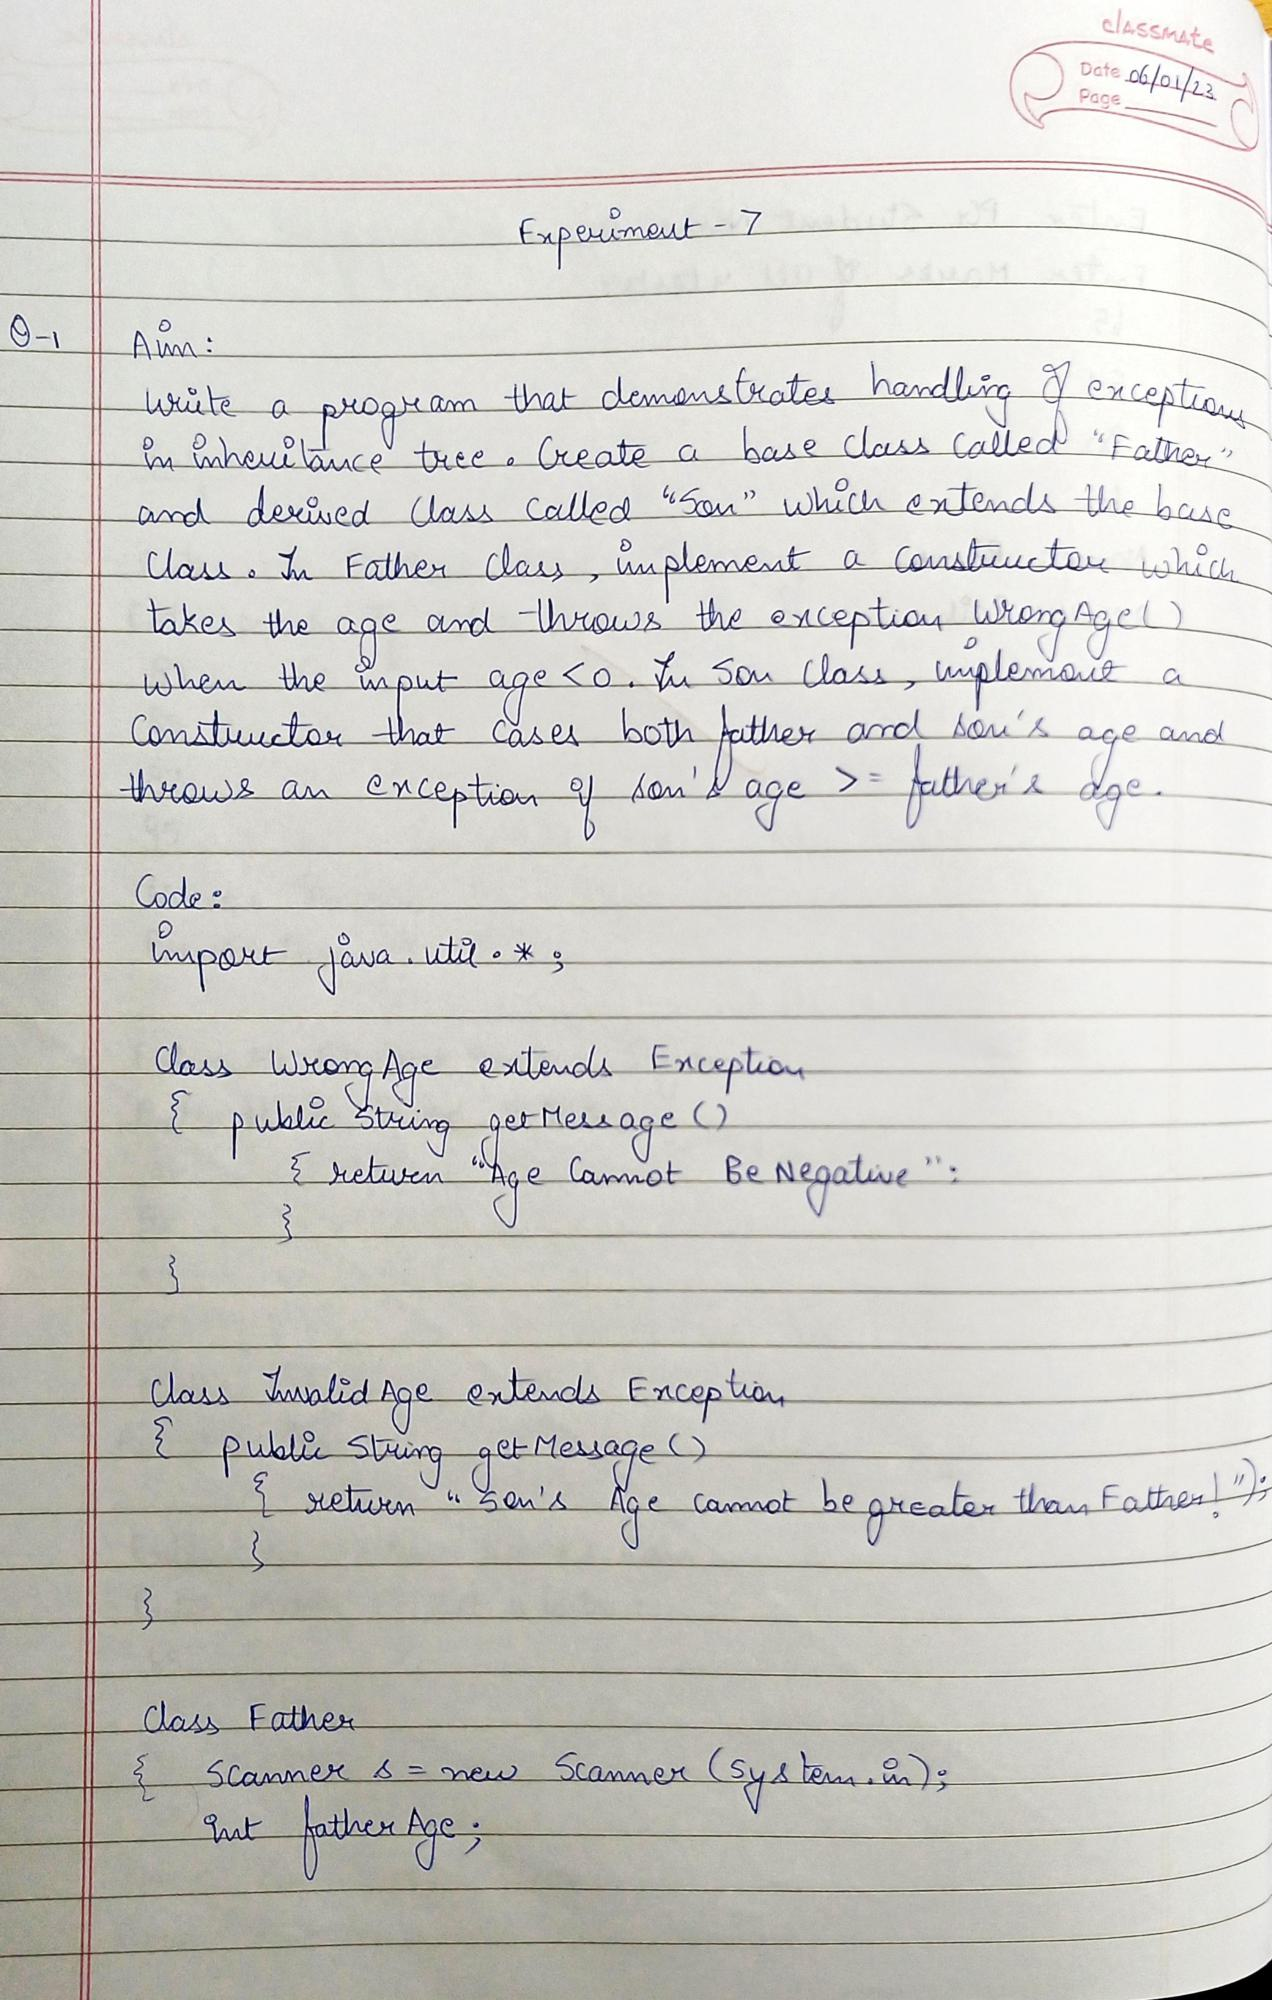 classmate
Date 06/01/23
Page
Experiment - 7
Q-1 Aim:
Write a program that demonstrates handling of exceptions
in inheritance tree. Create a base class called "Father"
and derived class called "Son" which extends the base
class. In Father class, implement a constructor which
takes the age and throws the exception WrongAge()
when the input age <0. In Son class, implement a
constructor that cases both father and son's age and
throws an exception if son's age >= father's age.
Code:
import java.util.*;
class WrongAge extends Exception
{ public String getMessage()
{ return "Age Cannot Be Negative":
}
}
class InvalidAge extends Exception
{ public String getMessage()
{ return "Son's Age cannot be greater than Father!");
}
}
class Father
{ Scanner s = new Scanner (System.in);
int fatherAge;